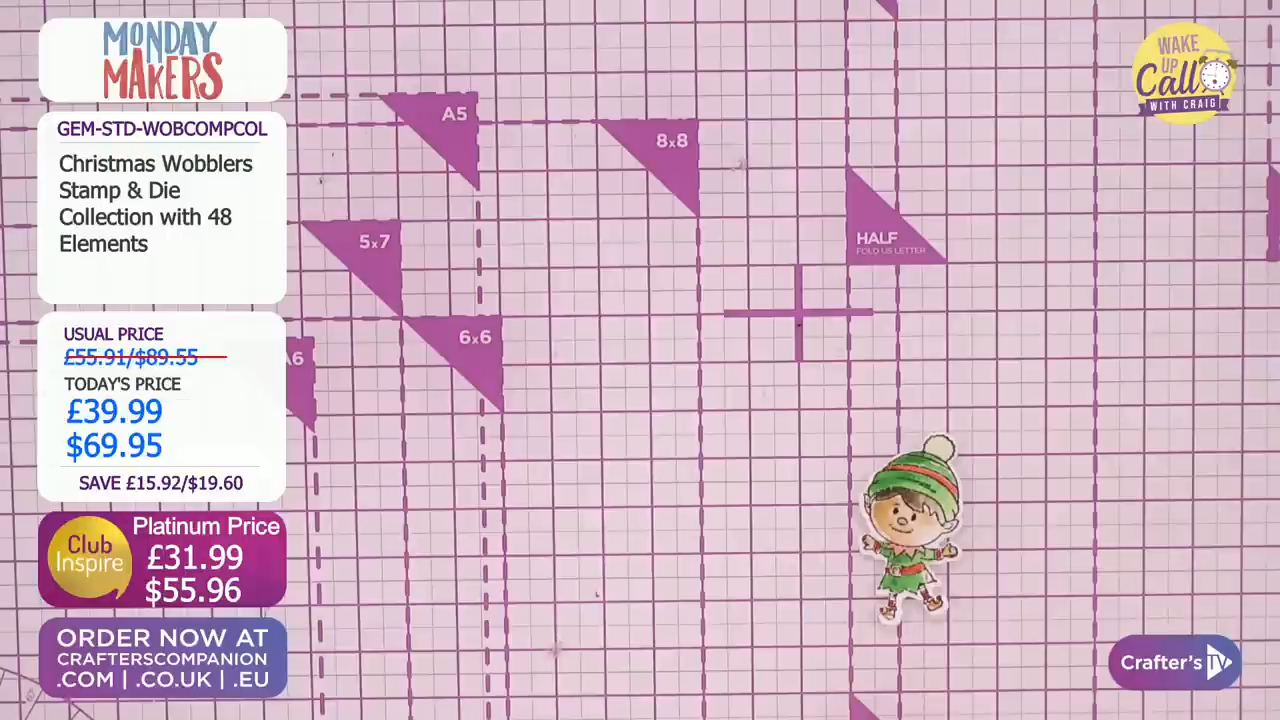 MONDAY
MAKERS
GEM-STD-WOBCOMPCOL
Christmas Wobblers
Stamp & Die
Collection with 48
Elements
USUAL PRICE
£55.91/$89.55
TODAY'S PRICE
£39.99
$69.95
SAVE £15.92/$19.60
Club
Inspire
Platinum Price
£31.99
$55.96
ORDER NOW AT
CRAFTERSCOMPANION
.COM | .CO.UK | .EU
A5
8x8
5x7
HALF
FOLD US LETTER
6x6
A6
WAKE
UP
Call
WITH CRAIG
Crafter's TV